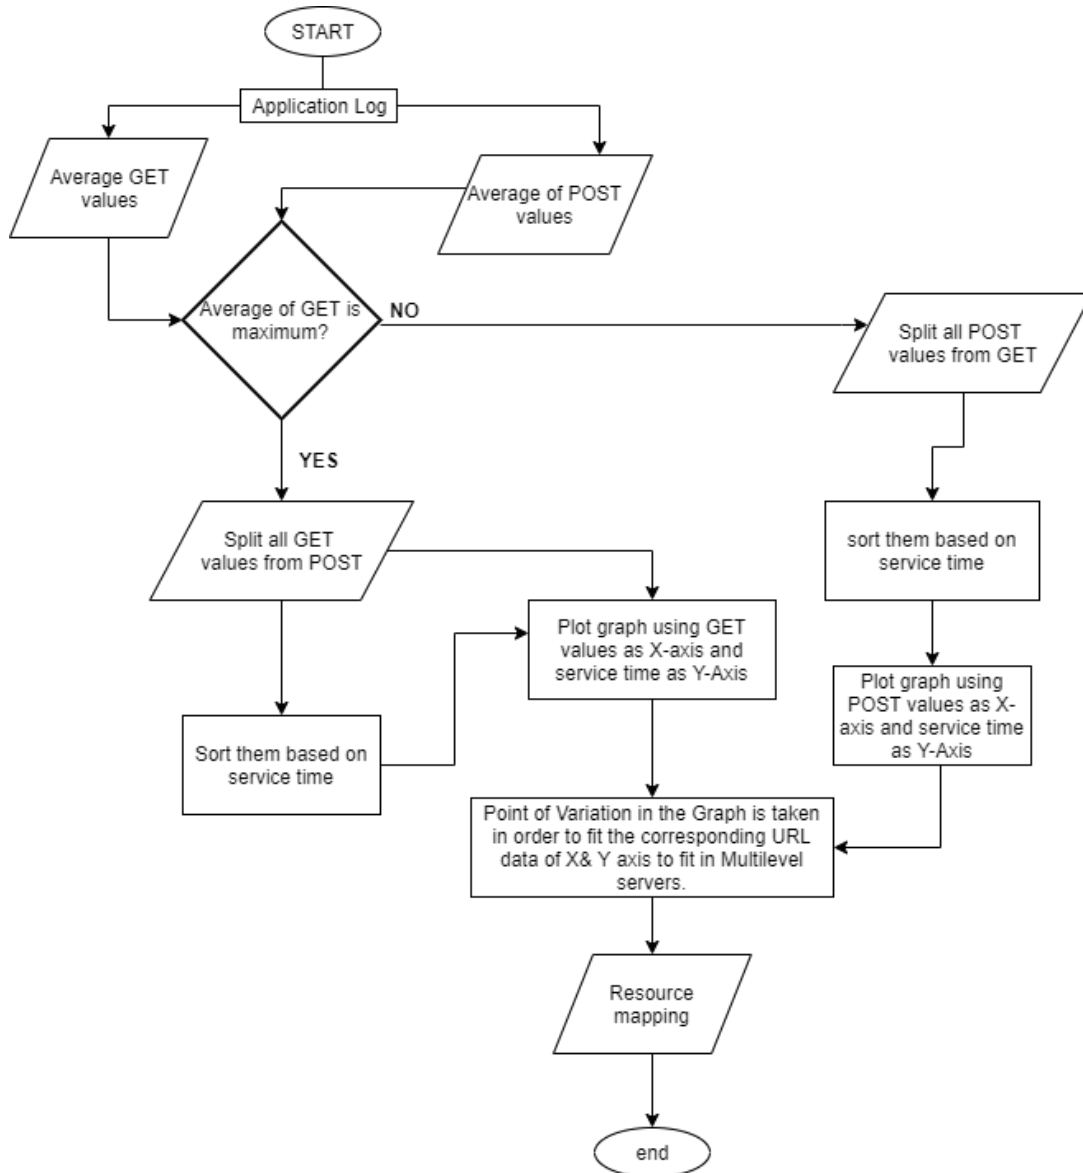 START
Application Log
Average GET
values
Average of POST
values
Average of GET is
maximum?
NO
Split all POST
values from GET
YES
Split all GET
values from POST
sort them based on
service time
Plot graph using GET
values as X-axis and
service time as Y-Axis
Plot graph using
POST values as X-
axis and service time
as Y-Axis
Sort them based on
service time
Point of Variation in the Graph is taken
in order to fit the corresponding URL
data of X& Y axis to fit in Multilevel
servers.
Resource
mapping
end